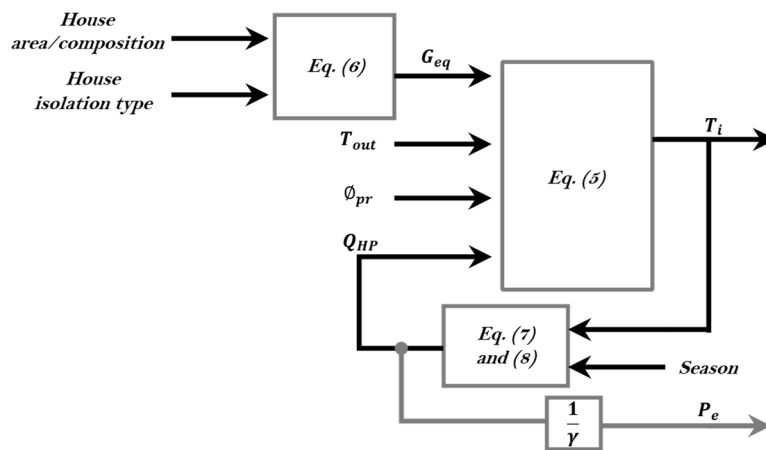 House
area/composition
House
isolation type
Eq. (6)
G_eq
T_out
∅_pr
Q_HP
Eq. (5)
T_i
Eq. (7)
and (8)
Season
1
γ
P_e